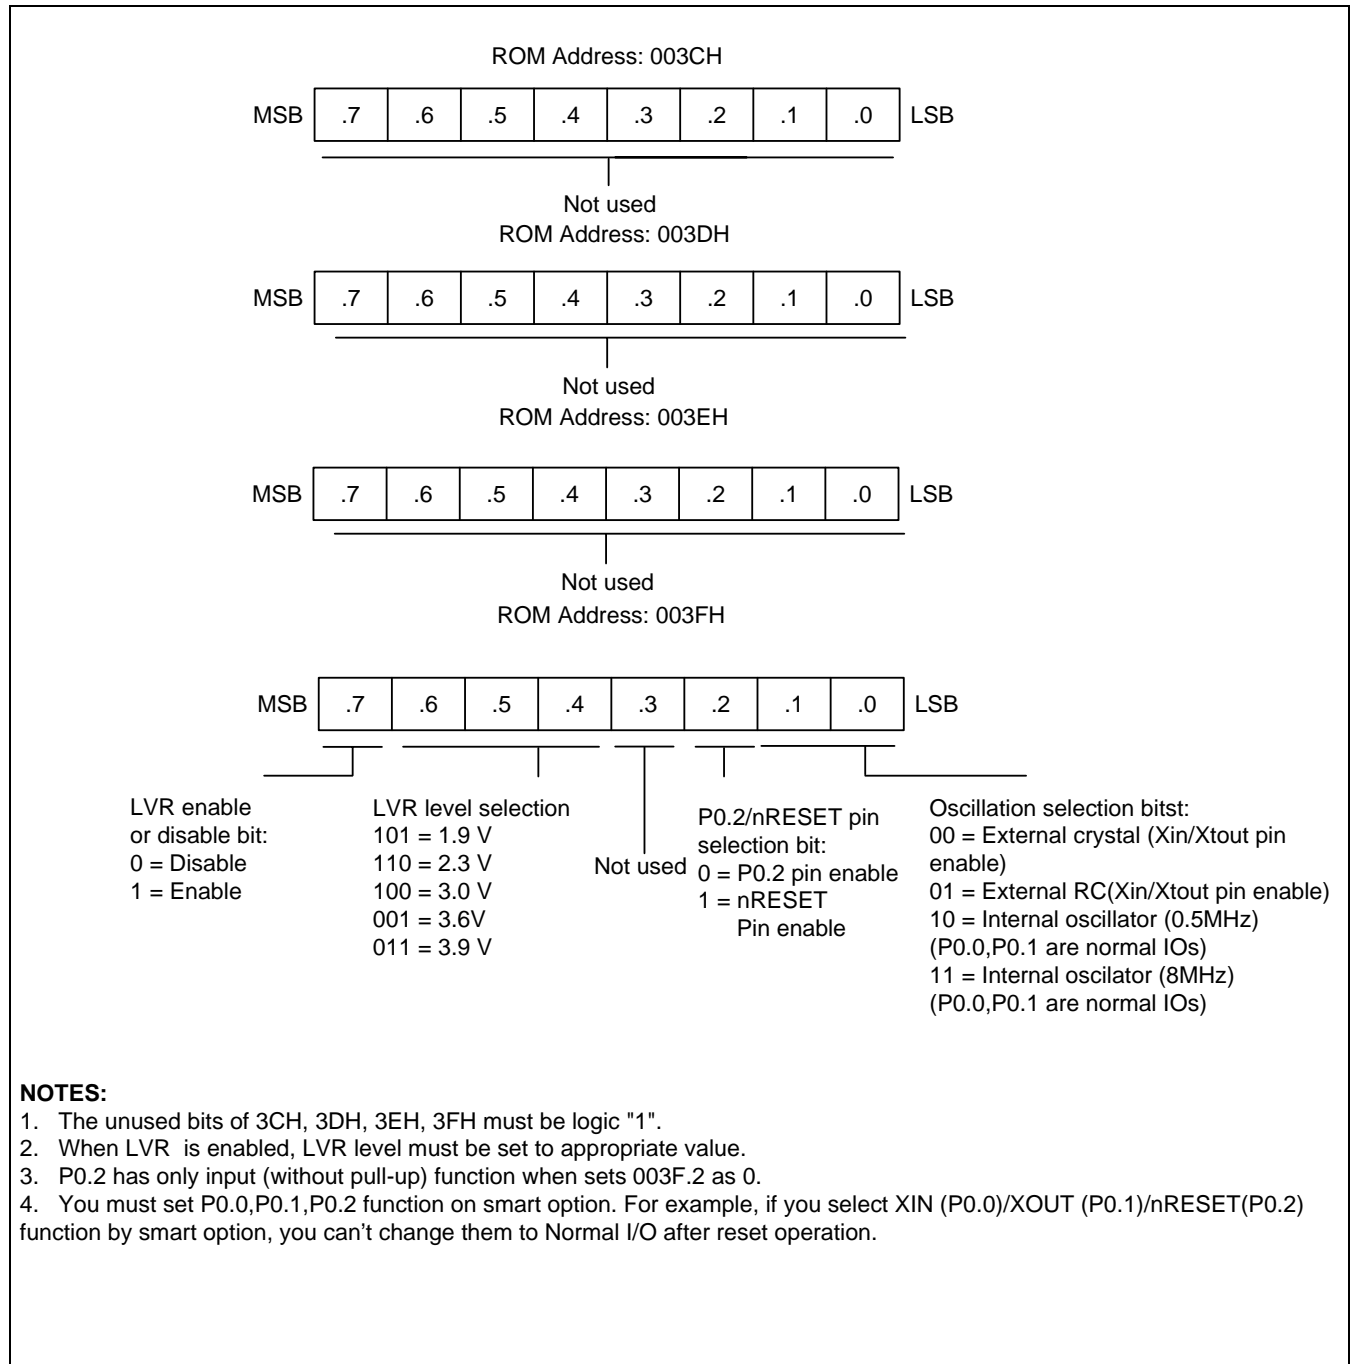 ROM Address: 003CH
MSB .7 .6 .5 .4 .3 .2 .1 .0 LSB
Not used
ROM Address: 003DH
MSB .7 .6 .5 .4 .3 .2 .1 .0 LSB
Not used
ROM Address: 003EH
MSB .7 .6 .5 .4 .3 .2 .1 .0 LSB
Not used
ROM Address: 003FH
MSB .7 .6 .5 .4 .3 .2 .1 .0 LSB
LVR enable
or disable bit:
0 = Disable
1 = Enable
LVR level selection
101 = 1.9 V
110 = 2.3 V
100 = 3.0 V
001 = 3.6V
011 = 3.9 V
Not used
P0.2/nRESET pin
selection bit:
0 = P0.2 pin enable
1 = nRESET
Pin enable
Oscillation selection bitst:
00 = External crystal (Xin/Xtout pin
enable)
01 = External RC(Xin/Xtout pin enable)
10 = Internal oscillator (0.5MHz)
(P0.0,P0.1 are normal IOs)
11 = Internal oscilator (8MHz)
(P0.0,P0.1 are normal IOs)
NOTES:
1. The unused bits of 3CH, 3DH, 3EH, 3FH must be logic "1".
2. When LVR is enabled, LVR level must be set to appropriate value.
3. P0.2 has only input (without pull-up) function when sets 003F.2 as 0.
4. You must set P0.0,P0.1,P0.2 function on smart option. For example, if you select XIN (P0.0)/XOUT (P0.1)/nRESET(P0.2)
function by smart option, you can't change them to Normal I/O after reset operation.